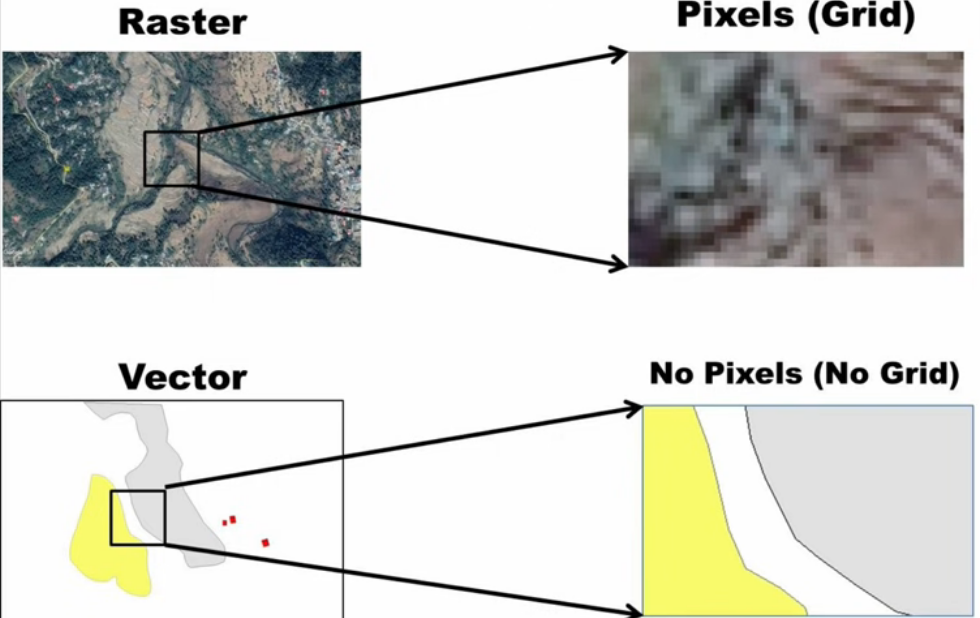 Raster
Pixels (Grid)
Vector
No Pixels (No Grid)